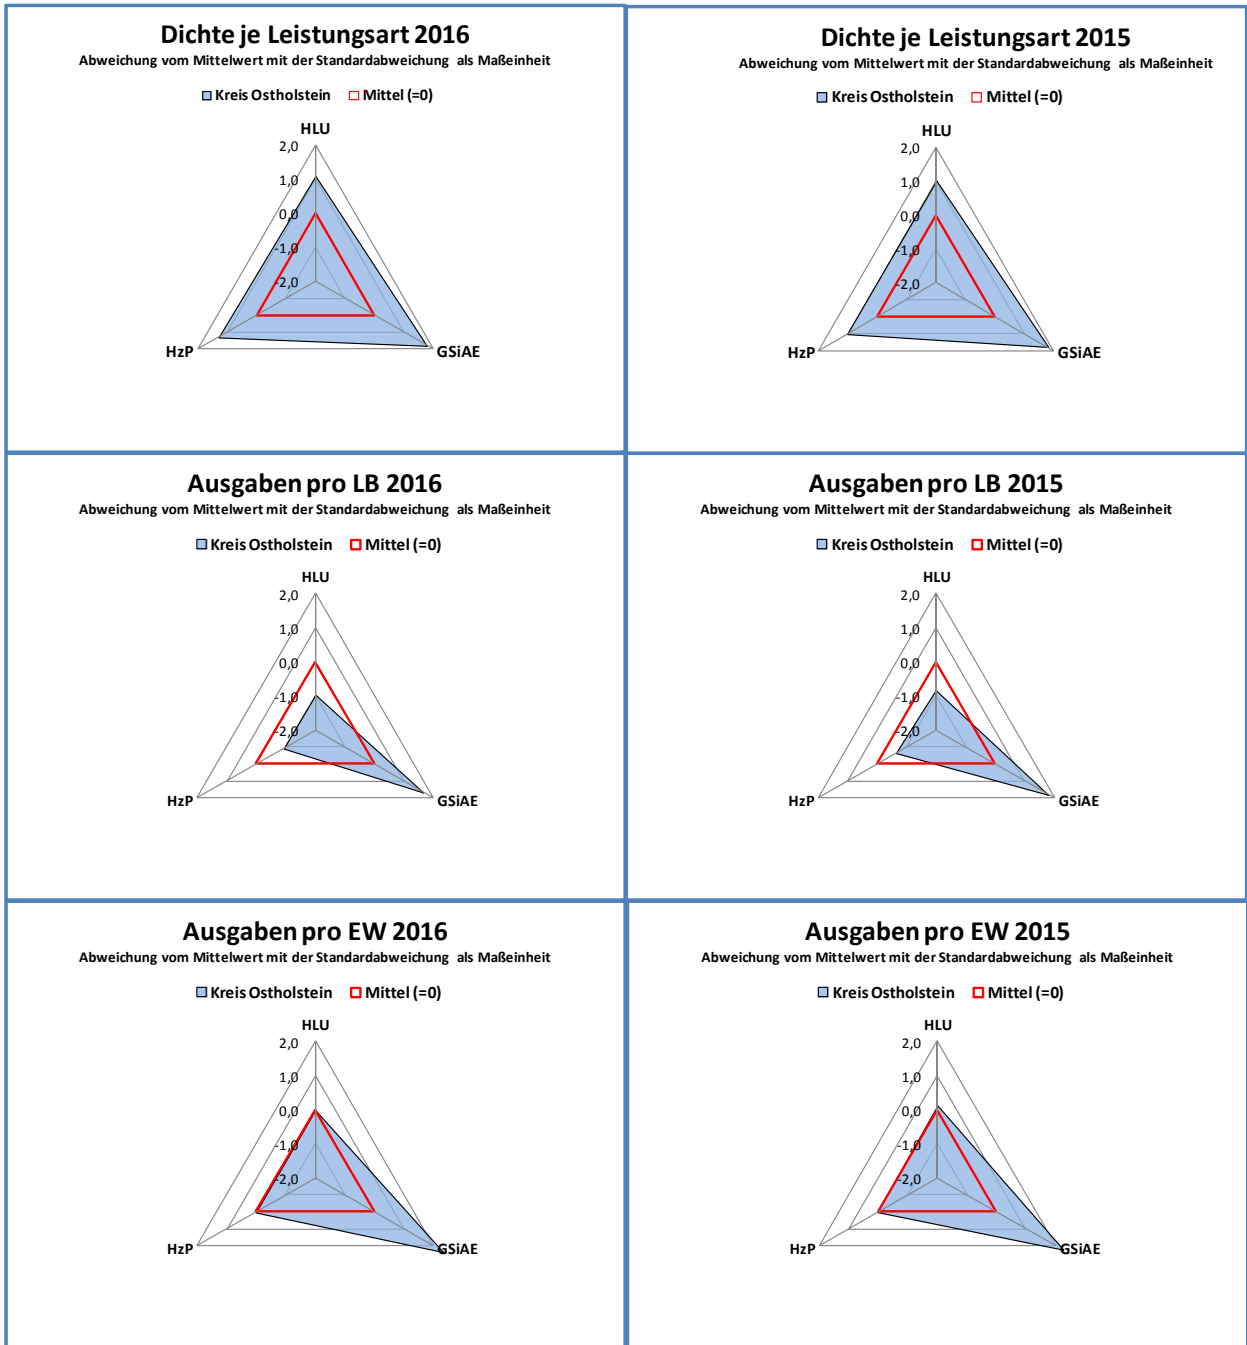 Dichte je Leistungsart 2016
Abweichung vom Mittelwert mit der Standardabweichung als Maßeinheit
Kreis Ostholstein Mittel (=0)
HLU
2,0
1,0
0,0
-1,0
-2,0
HzP
GSiAE
Dichte je Leistungsart 2015
Abweichung vom Mittelwert mit der Standardabweichung als Maßeinheit
Kreis Ostholstein Mittel (=0)
HLU
2,0
1,0
0,0
-1,0
-2,0
HzP
GSiAE
Ausgaben pro LB 2016
Abweichung vom Mittelwert mit der Standardabweichung als Maßeinheit
Kreis Ostholstein Mittel (=0)
HLU
2,0
1,0
0,0
-1,0
-2,0
HzP
GSiAE
Ausgaben pro LB 2015
Abweichung vom Mittelwert mit der Standardabweichung als Maßeinheit
Kreis Ostholstein Mittel (=0)
HLU
2,0
1,0
0,0
-1,0
-2,0
HzP
GSiAE
Ausgaben pro EW 2016
Abweichung vom Mittelwert mit der Standardabweichung als Maßeinheit
Kreis Ostholstein Mittel (=0)
HLU
2,0
1,0
0,0
-1,0
-2,0
HzP
GSiAE
Ausgaben pro EW 2015
Abweichung vom Mittelwert mit der Standardabweichung als Maßeinheit
Kreis Ostholstein Mittel (=0)
HLU
2,0
1,0
0,0
-1,0
-2,0
HzP
GSiAE